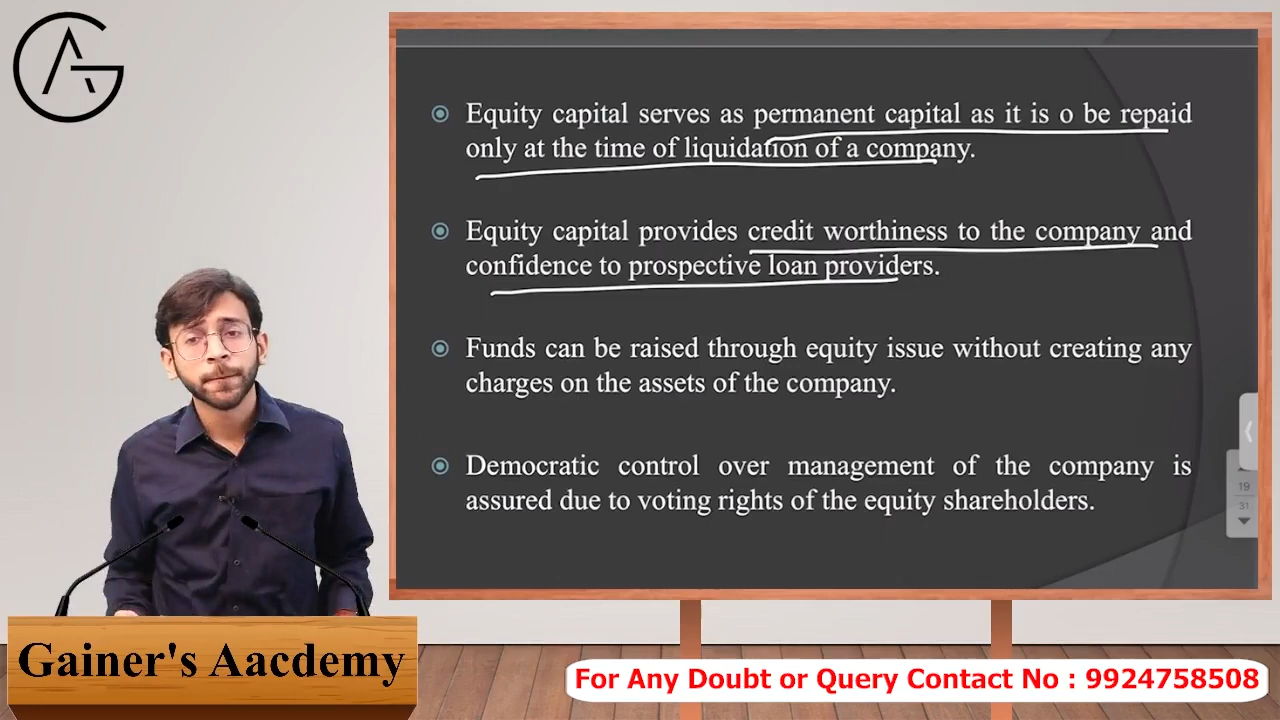 Equity capital serves as permanent capital as it is o be repaid
only at the time of liquidation of a company.
Equity capital provides credit worthiness to the company and
confidence to prospective loan providers.
Funds can be raised through equity issue without creating any
charges on the assets of the company.
Democratic control over management of the company is
assured due to voting rights of the equity shareholders.
19
31
Gainer's Aacdemy
For Any Doubt or Query Contact No : 9924758508